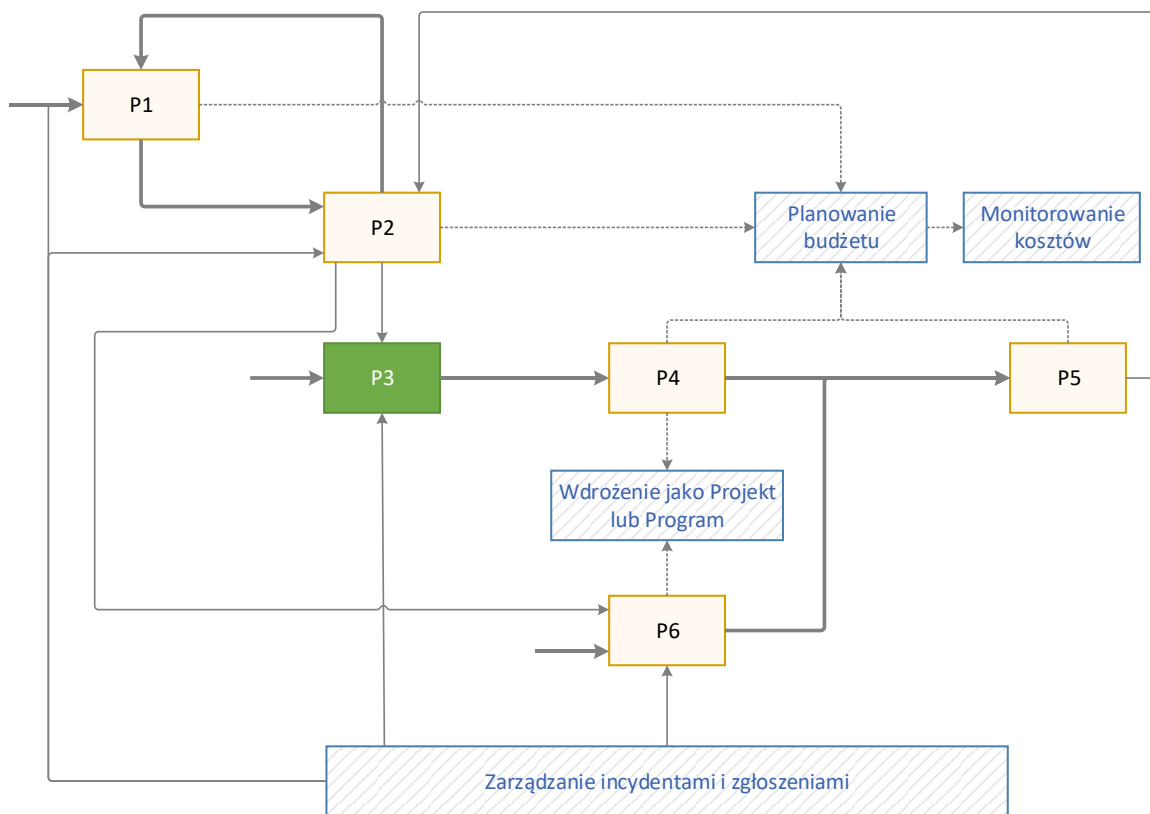 P1
P2
Planowanie
budżetu
Monitorowanie
kosztów
P3
P4
P5
Wdrożenie jako Projekt
lub Program
P6
Zarządzanie incydentami i zgłoszeniami